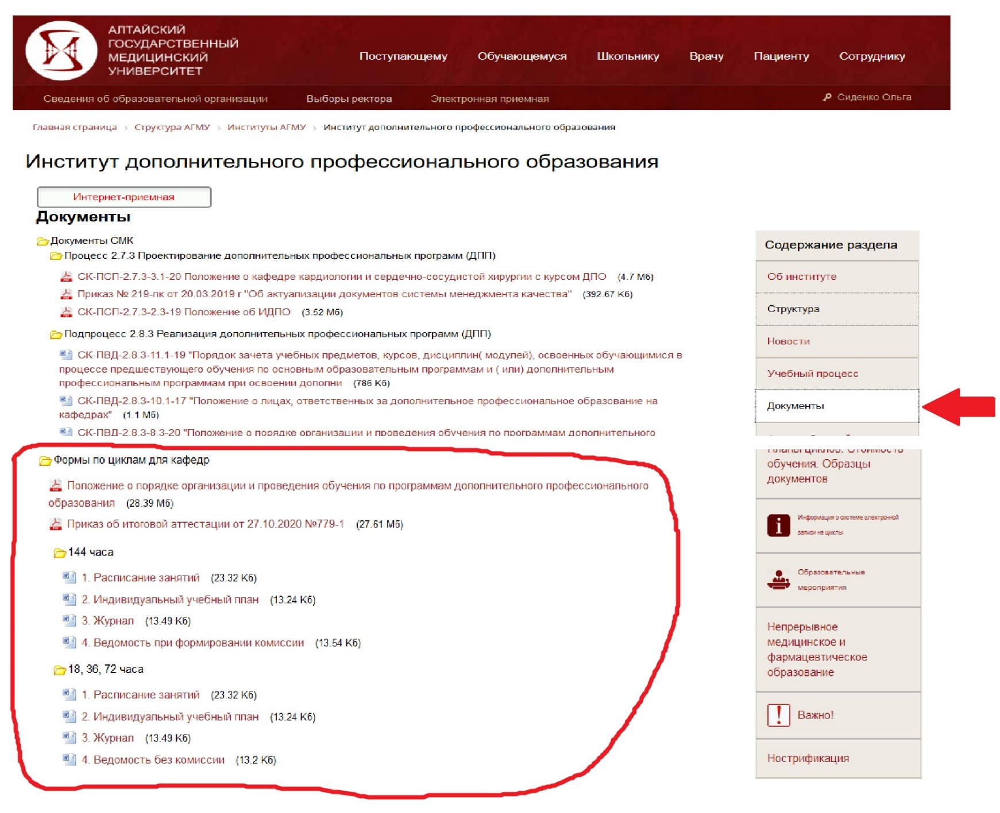 АЛТАЙСКИЙ
ГОСУДАРСТВЕННЫЙ
МЕДИЦИНСКИЙ
УНИВЕРСИТЕТ
Поступающему Обучающемуся Школьнику Врачу Пациенту Сотруднику
Сведения об образовательной организации Выборы ректора Электронная приемная Сиденко Ольга
Главная страница › Структура АГМУ › Институты АГМУ › Институт дополнительного профессионального образования
Институт дополнительного профессионального образования
Интернет-приемная
Документы
Документы СМК
Процесс 2.7.3 Проектирование дополнительных профессиональных программ (ДПП)
СК-ПСП-2.7.3-3.1-20 Положение о кафедре кардиологии и сердечно-сосудистой хирургии с курсом ДПО (4.7 Мб)
Приказ № 219-пк от 20.03.2019 г "Об актуализации документов системы менеджмента качества" (392.67 Кб)
СК-ПСП-2.7.3-2.3-19 Положение об ИДПО (3.52 Мб)
Подпроцесс 2.8.3 Реализация дополнительных профессиональных программ (ДПП)
СК-ПВД-2.8.3-11.1-19 "Порядок зачета учебных предметов, курсов, дисциплин( модулей), освоенных обучающимися в
процессе предшествующего обучения по основным образовательным программам и ( или) дополнительным
профессиональным программам при освоении дополни (786 Кб)
СК-ПВД-2.8.3-10.1-17 "Положение о лицах, ответственных за дополнительное профессиональное образование на
кафедрах" (1.1 Мб)
СК-ПВД-2.8.3-8.3-20 "Положение о порядке организации и проведения обучения по программам дополнительного
Формы по циклам для кафедр
Положение о порядке организации и проведения обучения по программам дополнительного профессионального
образования (28.39 Мб)
Приказ об итоговой аттестации от 27.10.2020 №779-1 (27.61 Мб)
144 часа
1. Расписание занятий (23.32 Кб)
2. Индивидуальный учебный план (13.24 Кб)
3. Журнал (13.49 Кб)
4. Ведомость при формировании комиссии (13.54 Кб)
18, 36, 72 часа
1. Расписание занятий (23.32 Кб)
2. Индивидуальный учебный план (13.24 Кб)
3. Журнал (13.49 Кб)
4. Ведомость без комиссии (13.2 Кб)
Содержание раздела
Об институте
Структура
Новости
Учебный процесс
Документы
Планы циклов. Стоимость
обучения. Образцы
документов
Информация о системе электронной
записи на циклы
Образовательные
мероприятия
Непрерывное
медицинское и
фармацевтическое
образование
Важно!
Нострификация